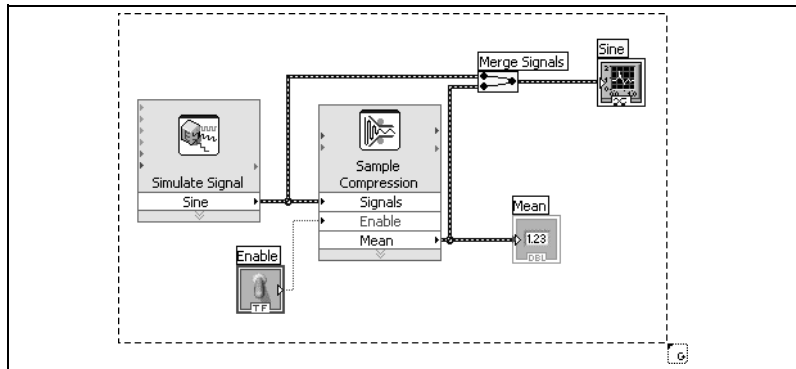 Sine
Merge Signals
Simulate Signal
Sine
Sample
Compression
Signals
Enable
Mean
Mean
1.23
DBL
Enable
TF